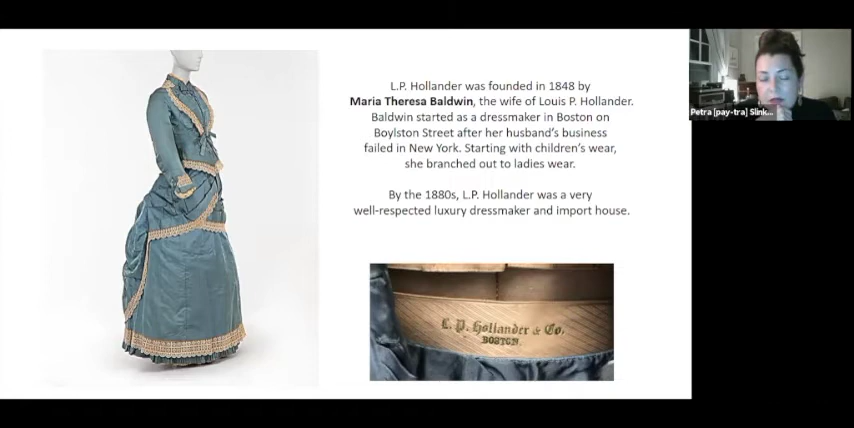 L.P. Hollander was founded in 1848 by
Maria Theresa Baldwin, the wife of Louis P. Hollander.
Baldwin started as a dressmaker in Boston on
Boylston Street after her husband's business
failed in New York. Starting with children's wear,
she branched out to ladies wear.
By the 1880s, L.P. Hollander was a very
well-respected luxury dressmaker and import house.
L. P. Hollander & Co.
BOSTON.
Petra [pay-tra] Slink...